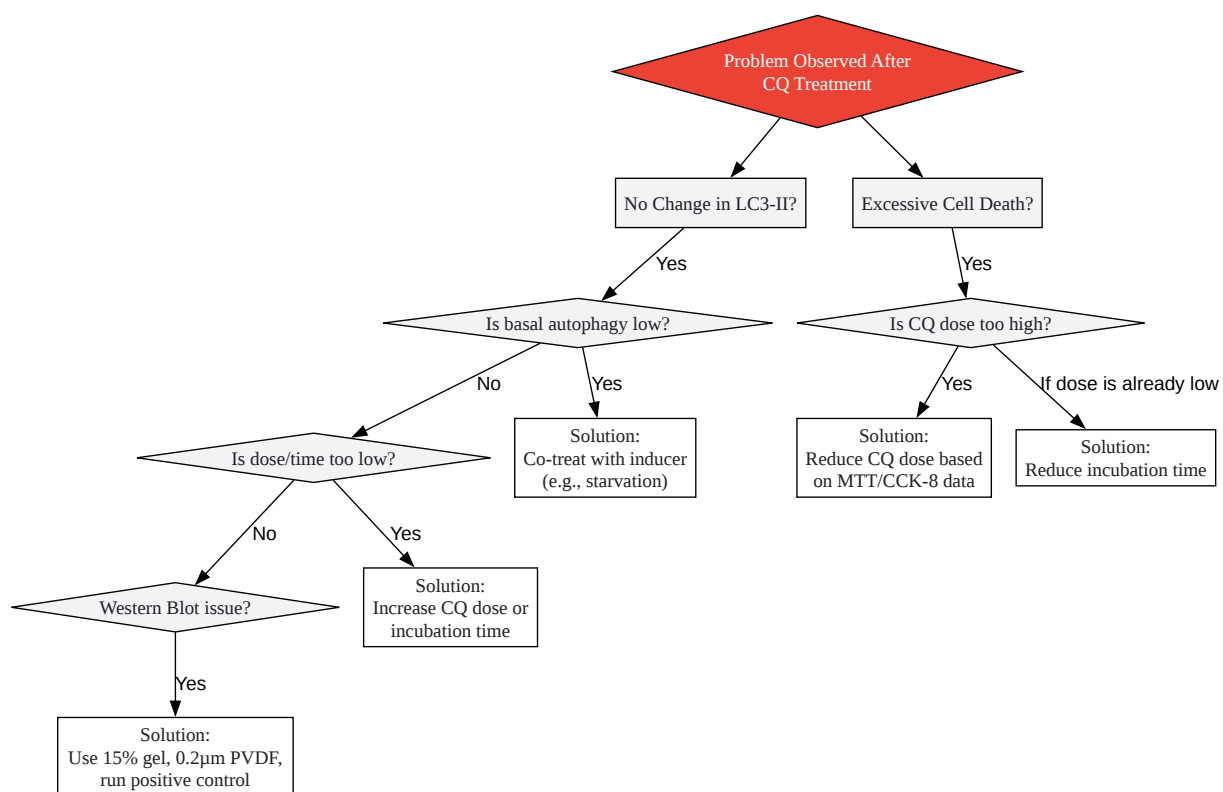 Problem Observed After
CQ Treatment
No Change in LC3-II?
Excessive Cell Death?
Yes
Yes
Is basal autophagy low?
Is CQ dose too high?
No
Yes
Yes
If dose is already low
Is dose/time too low?
Solution:
Co-treat with inducer
(e.g., starvation)
Solution:
Reduce CQ dose based
on MTT/CCK-8 data
Solution:
Reduce incubation time
No
Yes
Western Blot issue?
Solution:
Increase CQ dose or
incubation time
Yes
Solution:
Use 15% gel, 0.2µm PVDF,
run positive control